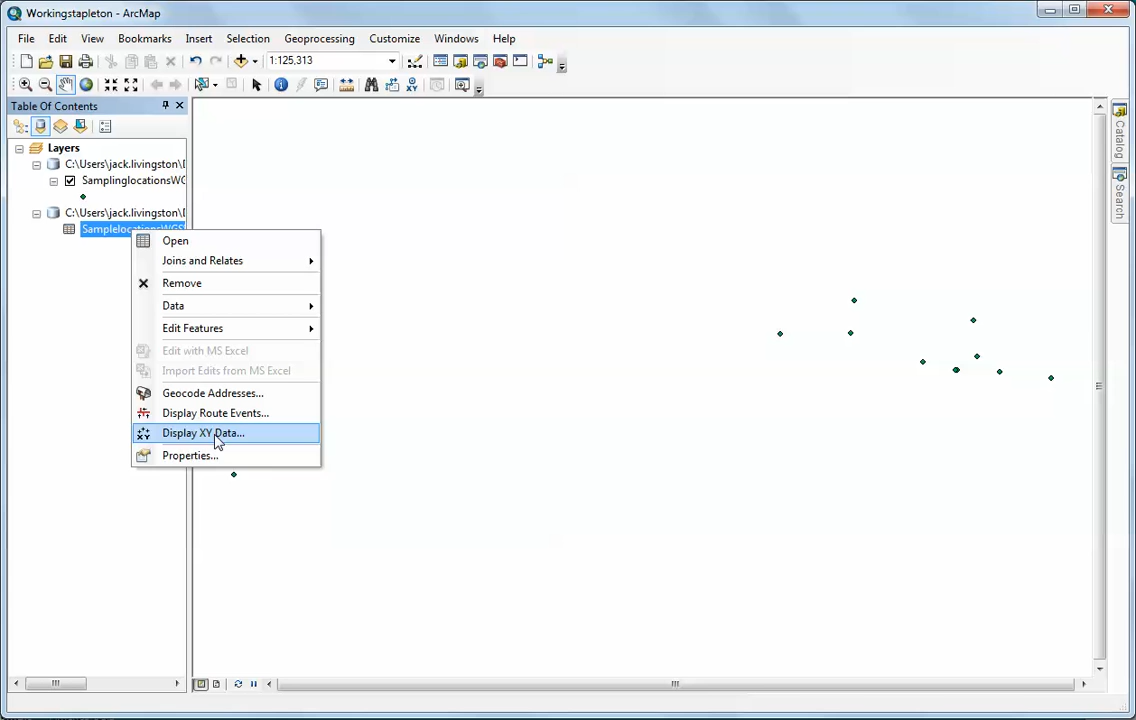 Workingstapleton - ArcMap
File Edit View Bookmarks Insert Selection Geoprocessing Customize Windows Help
1:125,313
Table Of Contents
Layers
C:\Users\jack.livingston\
SamplinglocationsWG
C:\Users\jack.livingston\
SamplelocationsWGS
Open
Joins and Relates
Remove
Data
Edit Features
Edit with MS Excel
Import Edits from MS Excel
Geocode Addresses...
Display Route Events...
Display XY Data...
Properties...
Catalog
Search